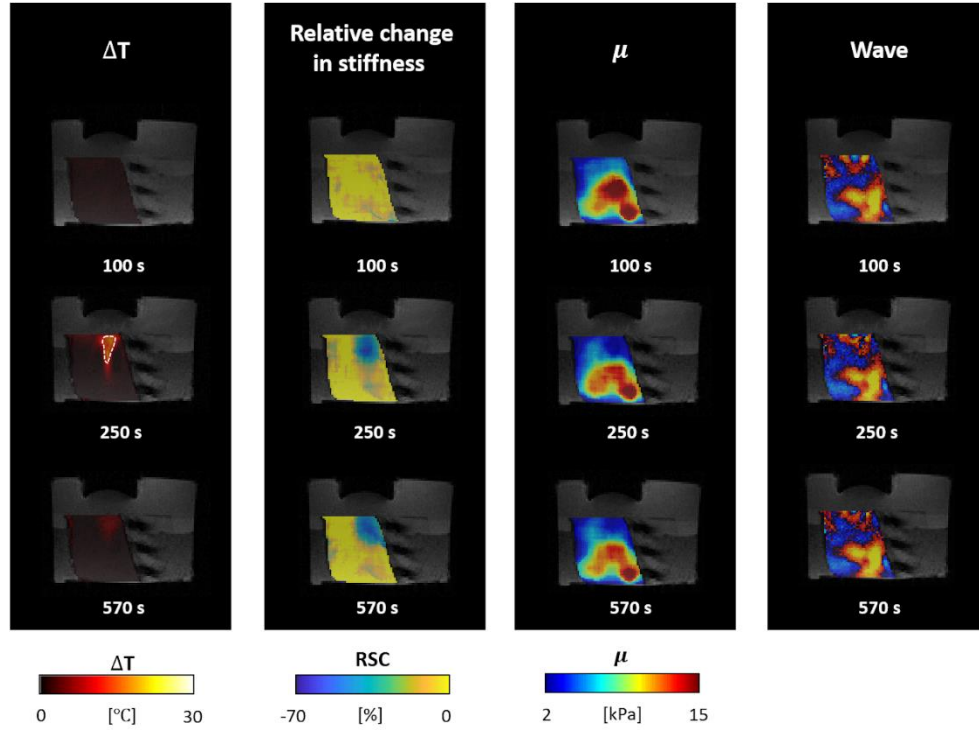 ΔT
Relative change
in stiffness
μ
Wave
100 s
100 s
100 s
100 s
250 s
250 s
250 s
250 s
570 s
570 s
570 s
570 s
ΔT
RSC
μ
0 [℃] 30
-70 [%] 0
2 [kPa] 15